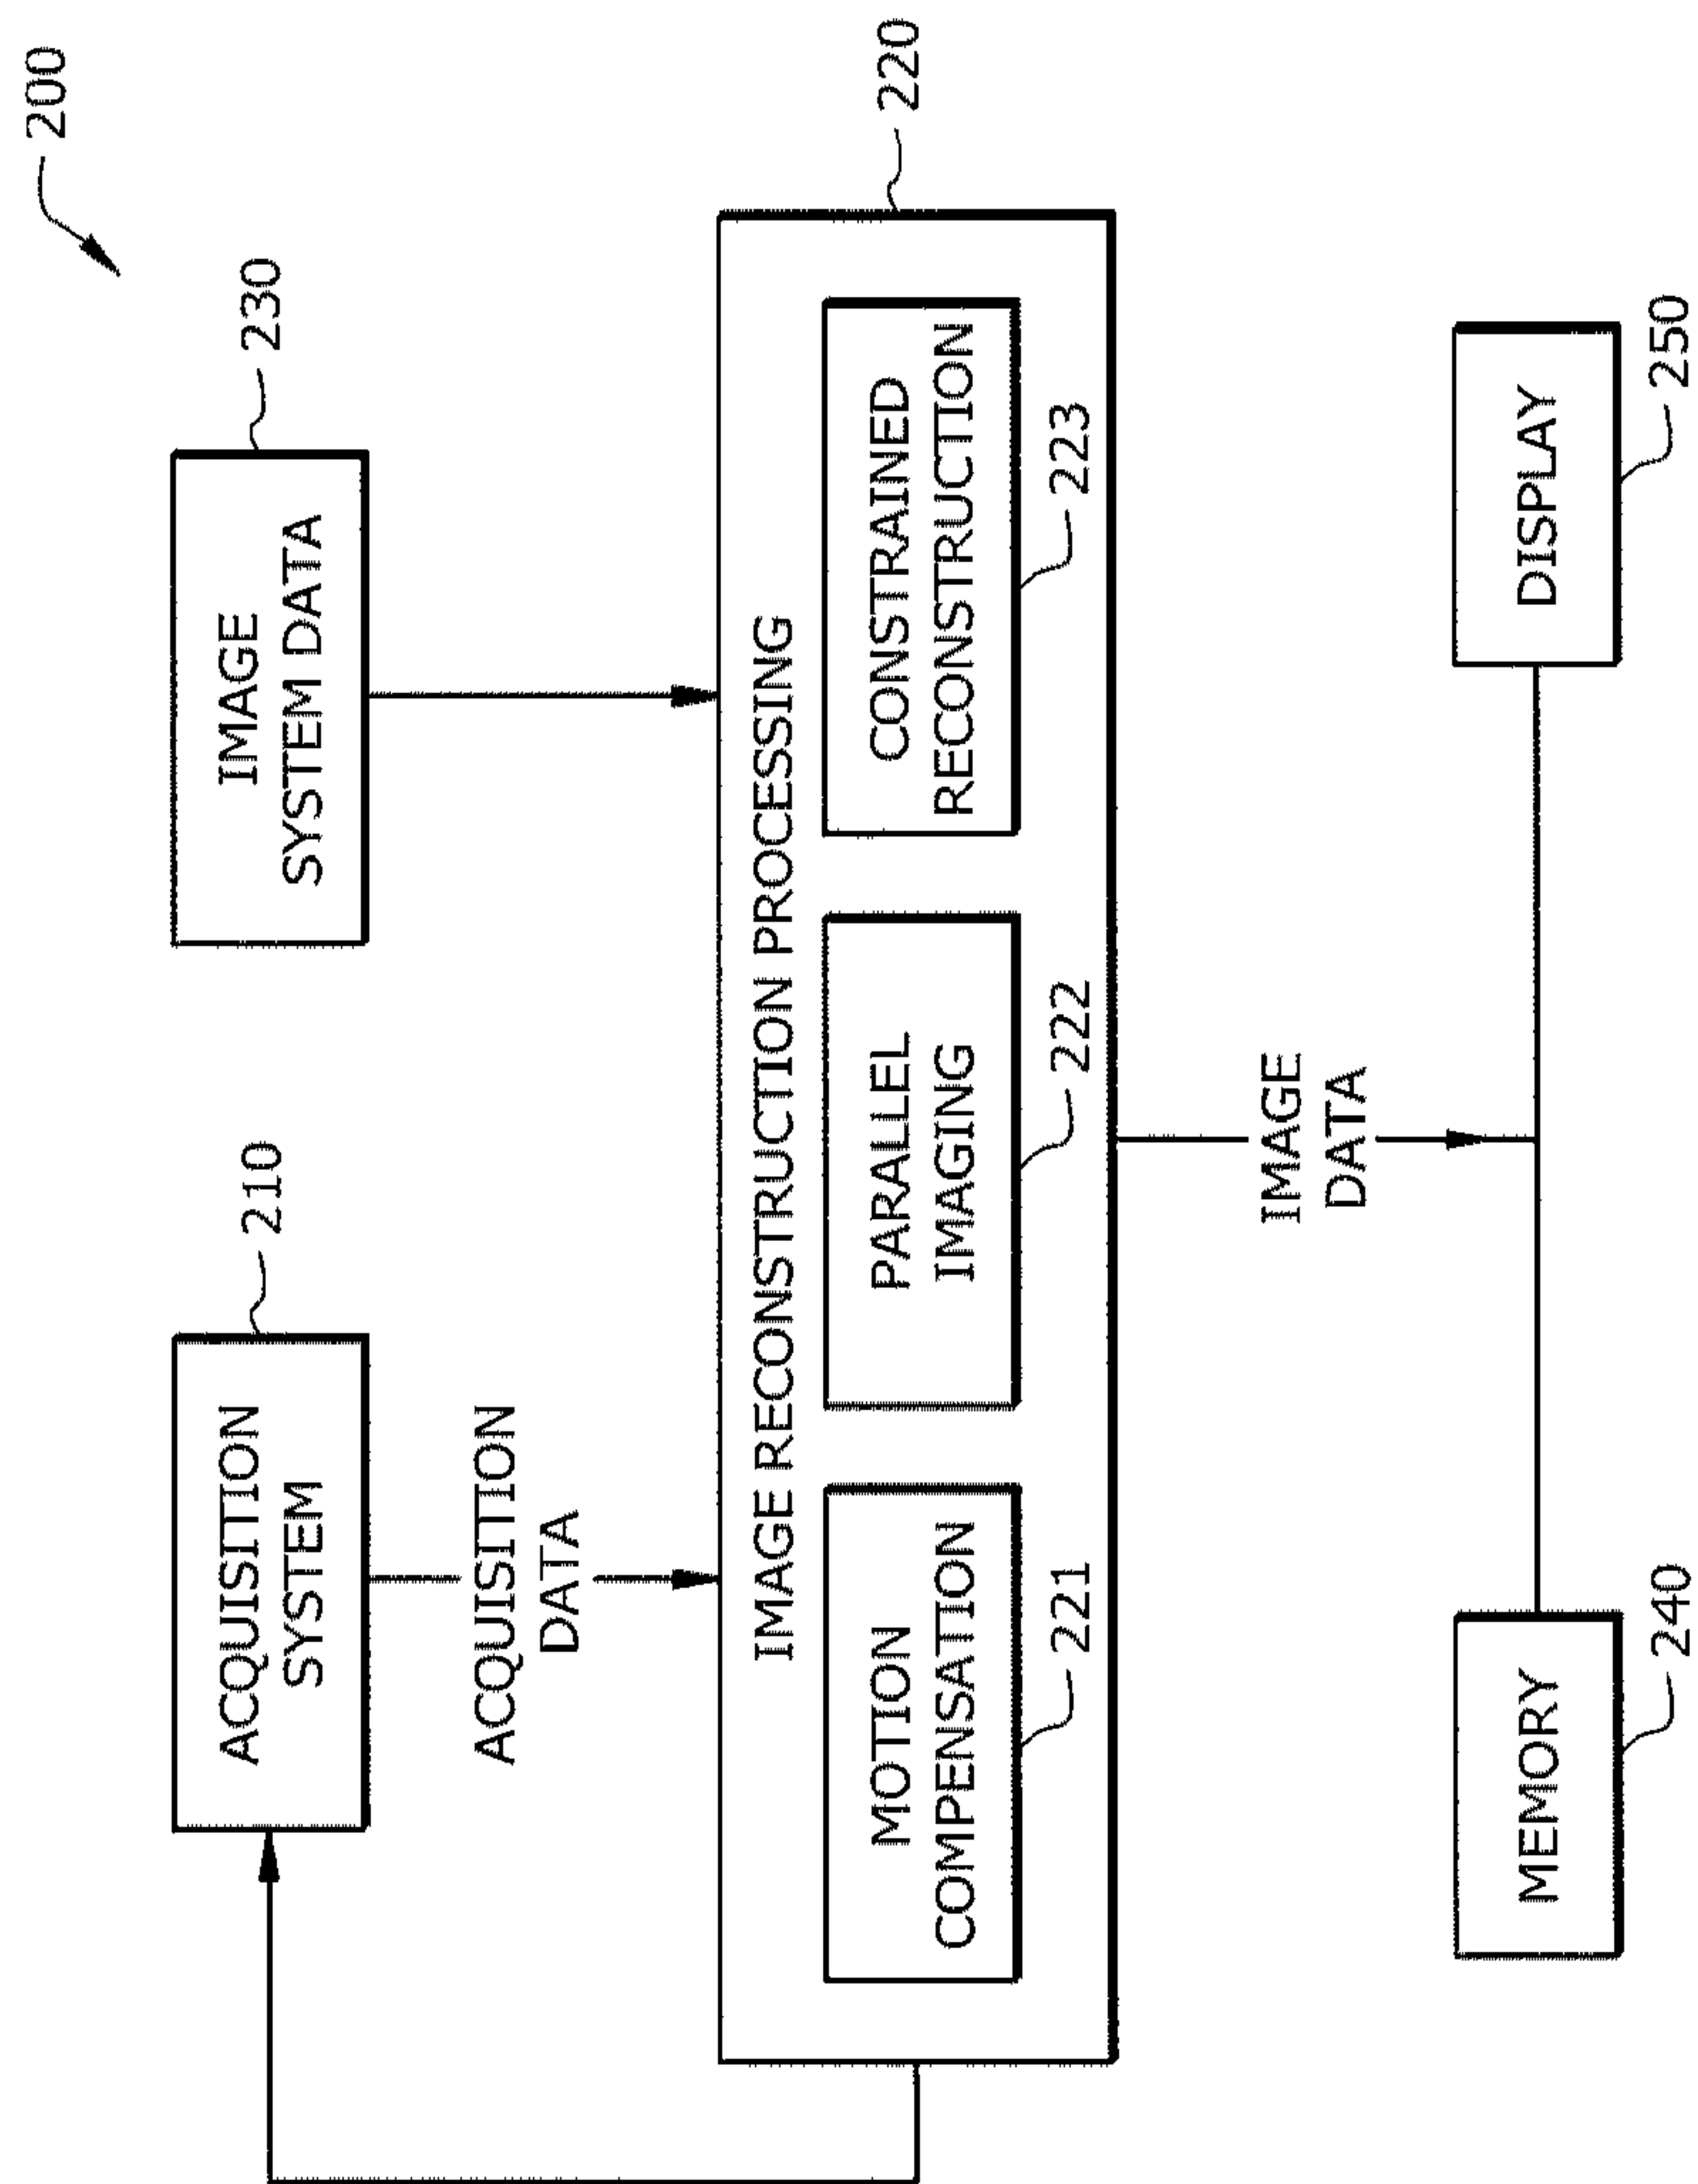 200
210
230
ACQUISITION
SYSTEM
IMAGE
SYSTEM DATA
ACQUISITION
DATA
IMAGE RECONSTRUCTION PROCESSING
220
MOTION
COMPENSATION
221
PARALLEL
IMAGING
222
CONSTRAINED
RECONSTRUCTION
223
IMAGE
DATA
MEMORY
240
DISPLAY
250